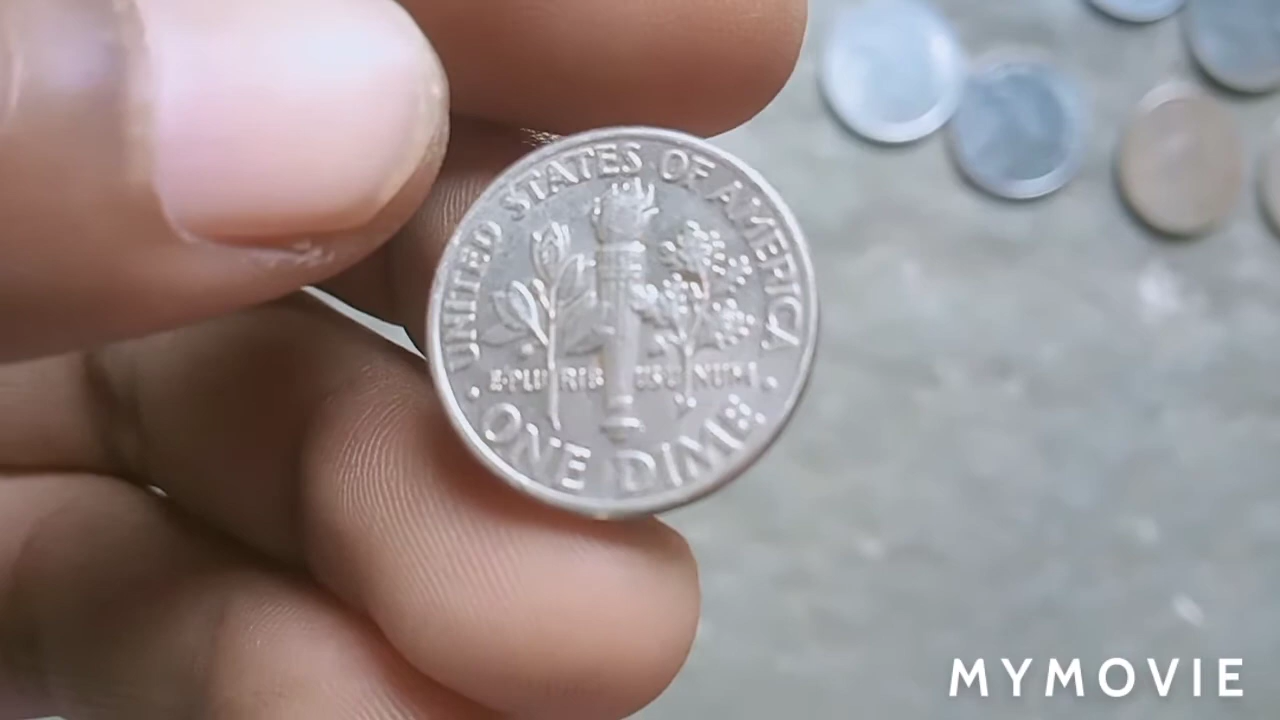 UNITED STATES OF AMERICA
E PLURIBUS UNUM
ONE DIME
MYMOVIE